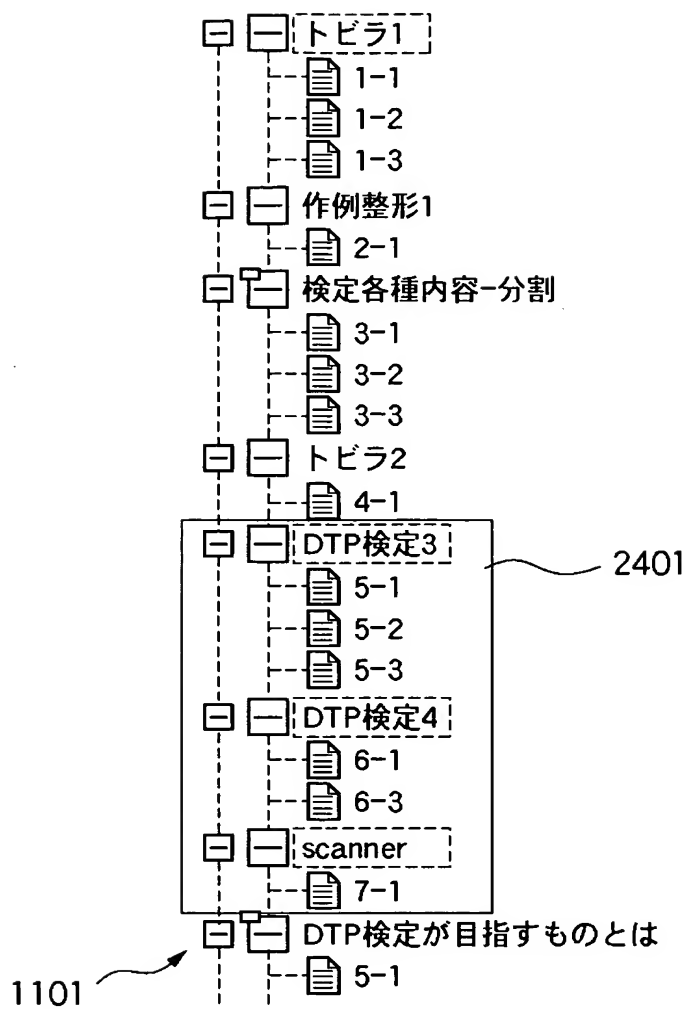 トビラ1
1-1
1-2
1-3
作例整形1
2-1
検定各種内容-分割
3-1
3-2
3-3
トビラ2
4-1
DTP検定3
2401
5-1
5-2
5-3
DTP検定4
6-1
6-3
scanner
7-1
DTP検定が目指すものとは
5-1
1101